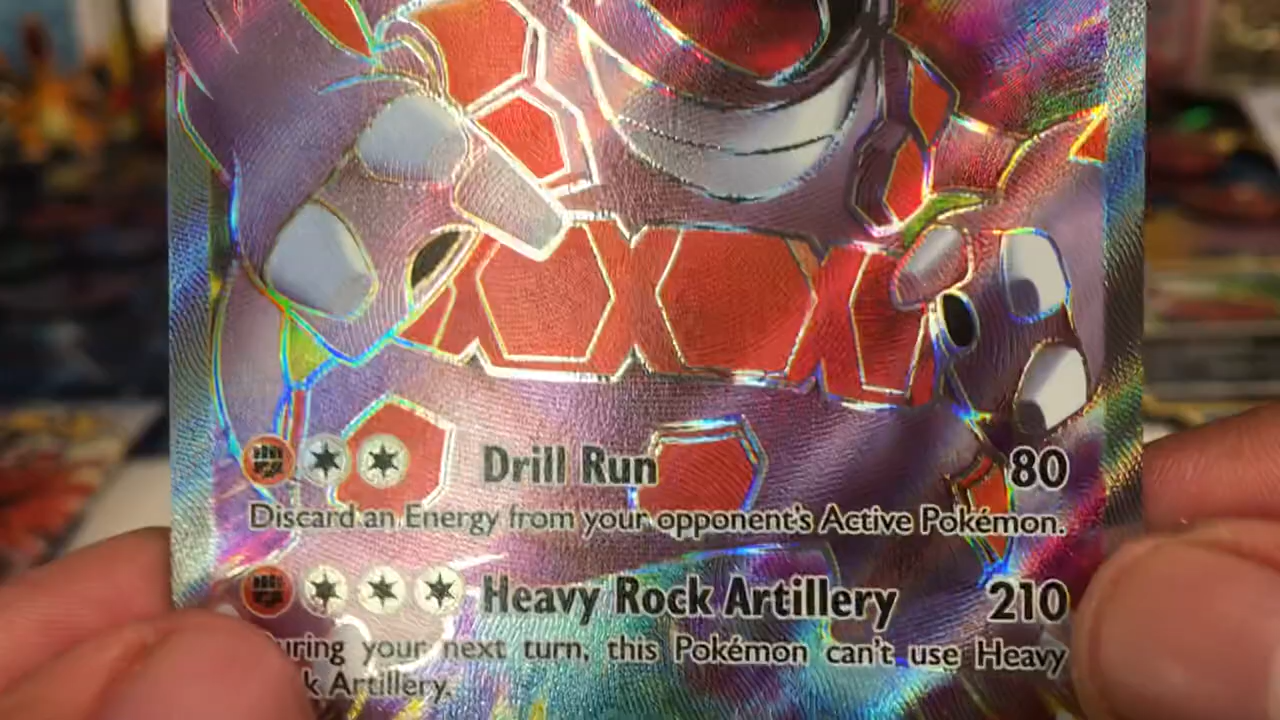 Drill Run 80
Discard an Energy from your opponent's Active Pokémon.
Heavy Rock Artillery 210
your next turn, this Pokémon can't use Heavy
Artillery.